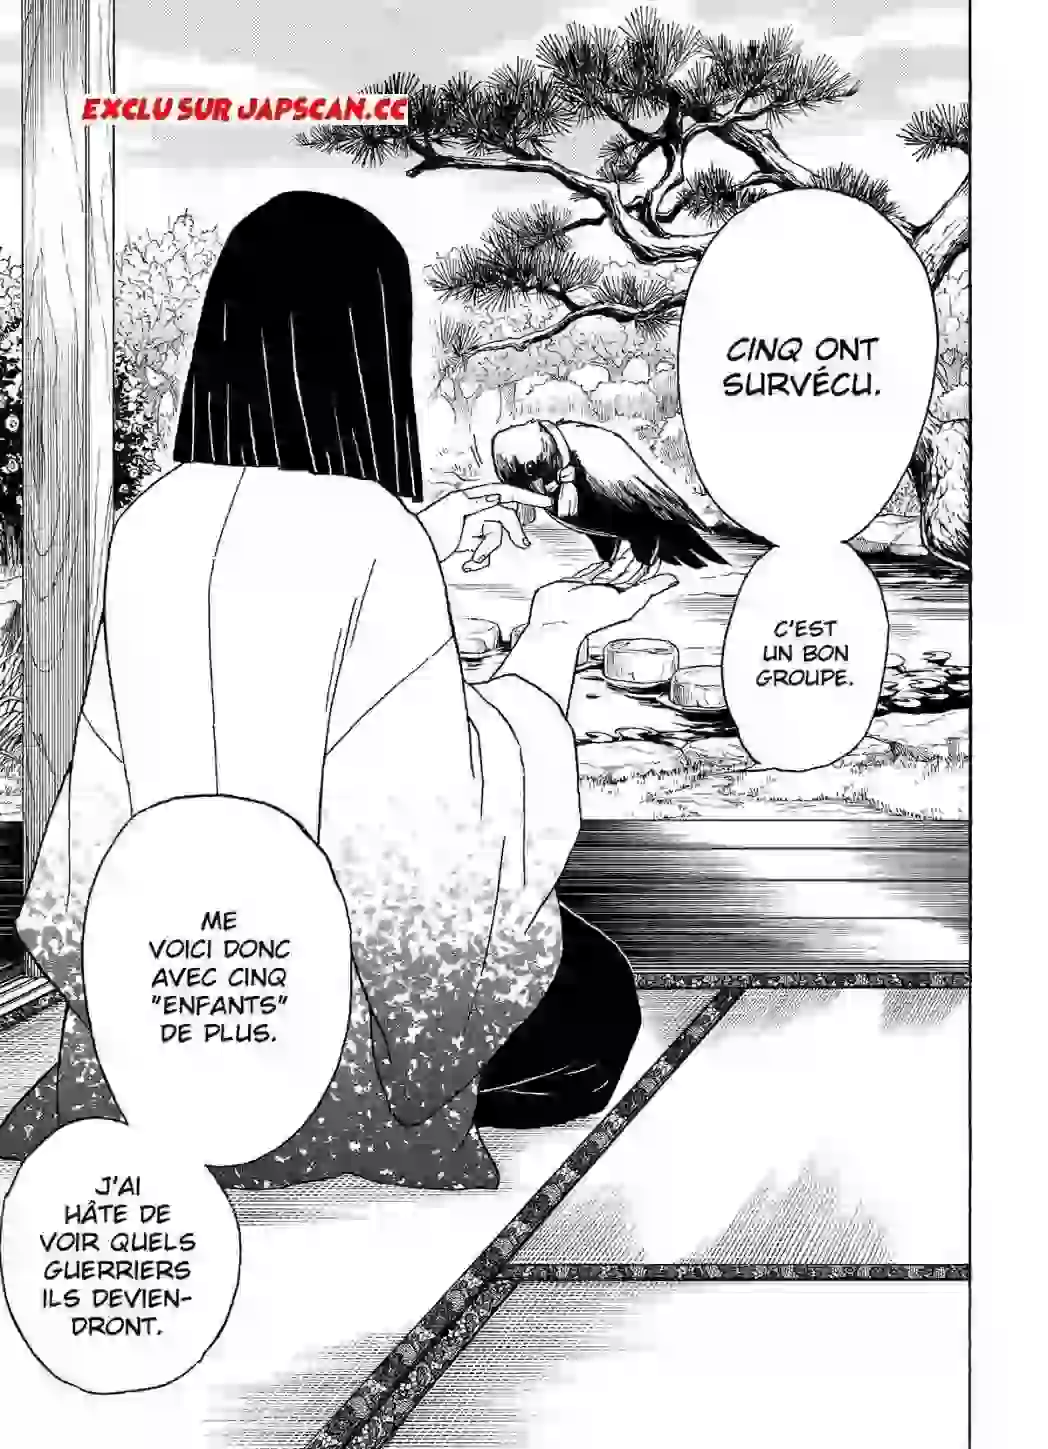 EXCLU SUR JAPSCAN.CC
CINQ ONT
SURVÉCU.
C'EST
UN BON
GROUPE.
ME
VOICI DONC
AVEC CINQ
"ENFANTS"
DE PLUS.
J'AI
HÂTE DE
VOIR QUELS
GUERRIERS
ILS DEVIEN-
DRONT.